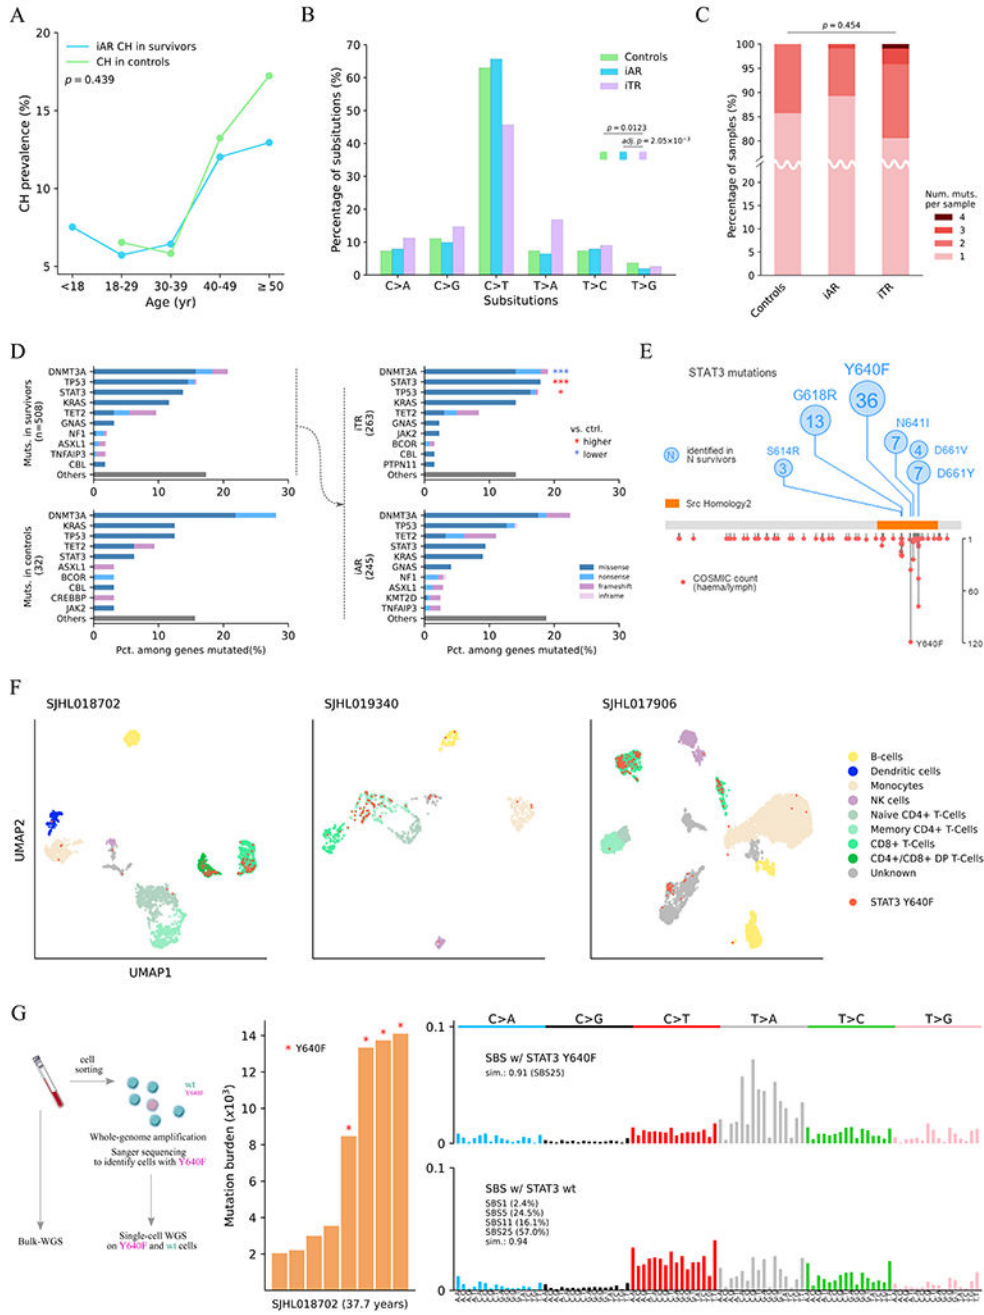 A
20
15
10
5
CH prevalence (%)
iAR CH in survivors
CH in controls
p = 0.439
<18
18-29
30-39
40-49
≥50
Age (yr)
B
70
60
50
40
30
20
10
0
Percentage of subsitutions (%)
Controls
iAR
iTR
p = 0.0123
adj. p = 2.05×10⁻³
C>A
C>G
C>T
T>A
T>C
T>G
Subsitutions
C
p = 0.454
100
95
90
85
80
20
15
10
5
0
Percentage of samples (%)
Controls
iAR
iTR
Num. muts.
per sample
4
3
2
1
D
Muts. in survivors
(n=508)
DNMT3A
TP53
STAT3
KRAS
TET2
GNAS
NF1
ASXL1
TNFAIP3
CBL
Others
0
10
20
30
iTR
(263)
DNMT3A
STAT3
TP53
KRAS
TET2
GNAS
JAK2
BCOR
CBL
PTPN11
Others
***
***
*
vs. ctrl.
* higher
* lower
0
10
20
30
Muts. in controls
(32)
DNMT3A
KRAS
TP53
TET2
STAT3
ASXL1
BCOR
CBL
CREBBP
JAK2
Others
0
10
20
30
Pct. among genes mutated(%)
iAR
(245)
DNMT3A
TP53
TET2
STAT3
KRAS
GNAS
NF1
ASXL1
KMT2D
TNFAIP3
Others
missense
nonsense
frameshift
inframe
0
10
20
30
Pct. among genes mutated(%)
E
STAT3 mutations
Y640F
36
G618R
13
N641I
7
S614R
3
4
D661V
7
D661Y
N
identified in
N survivors
Src Homology2
COSMIC count
(haema/lymph)
1
60
120
Y640F
F
SJHL018702
SJHL019340
SJHL017906
UMAP2
UMAP1
B-cells
Dendritic cells
Monocytes
NK cells
Naive CD4+ T-Cells
Memory CD4+ T-Cells
CD8+ T-Cells
CD4+/CD8+ DP T-Cells
Unknown
STAT3 Y640F
G
cell
sorting
wt
Y640F
Whole-genome amplification
Sanger sequencing
to identify cells with Y640F
Bulk-WGS
Single-cell WGS
on Y640F and wt cells
Mutation burden (x10³)
14
12
10
8
6
4
2
* Y640F
*
*
*
*
SJHL018702 (37.7 years)
C>A
C>G
C>T
T>A
T>C
T>G
0.1
SBS w/ STAT3 Y640F
sim.: 0.91 (SBS25)
0
0.1
SBS w/ STAT3 wt
SBS1 (2.4%)
SBS5 (24.5%)
SBS11 (16.1%)
SBS25 (57.0%)
sim.: 0.94
0